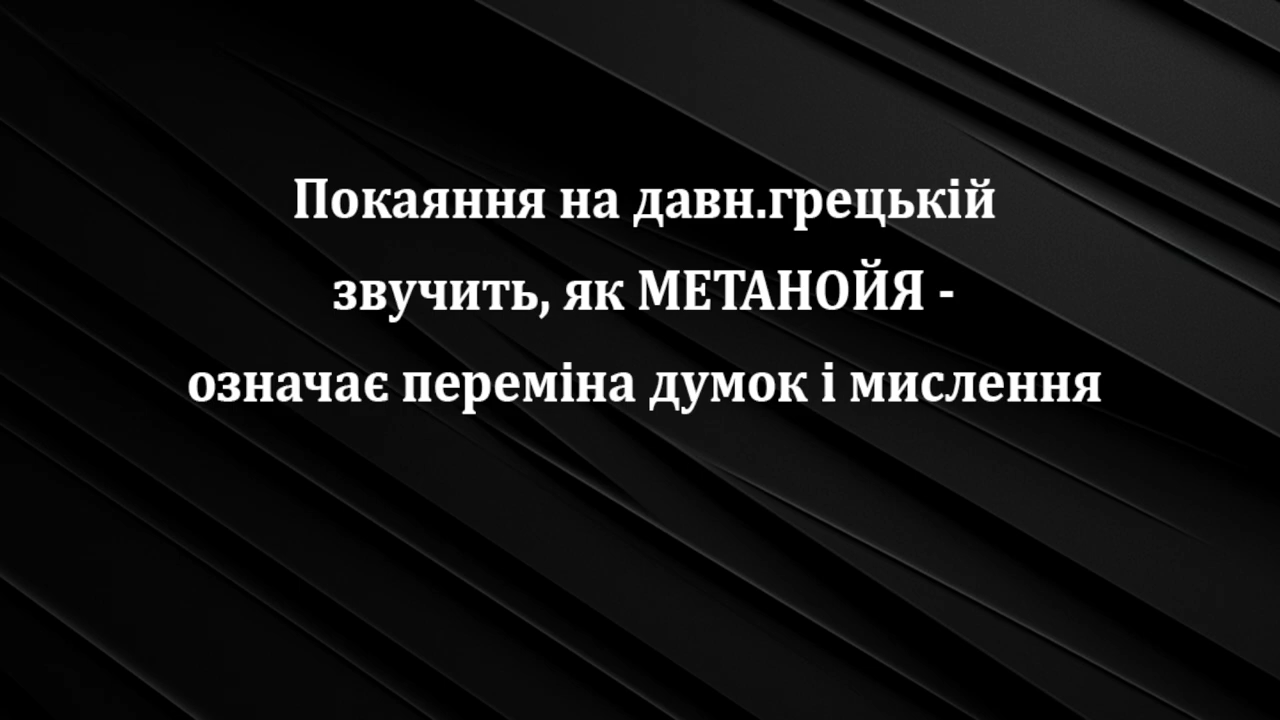 Покаяння на давн.грецькій
звучить, як МЕТАНОЙЯ -
означає переміна думок і мислення